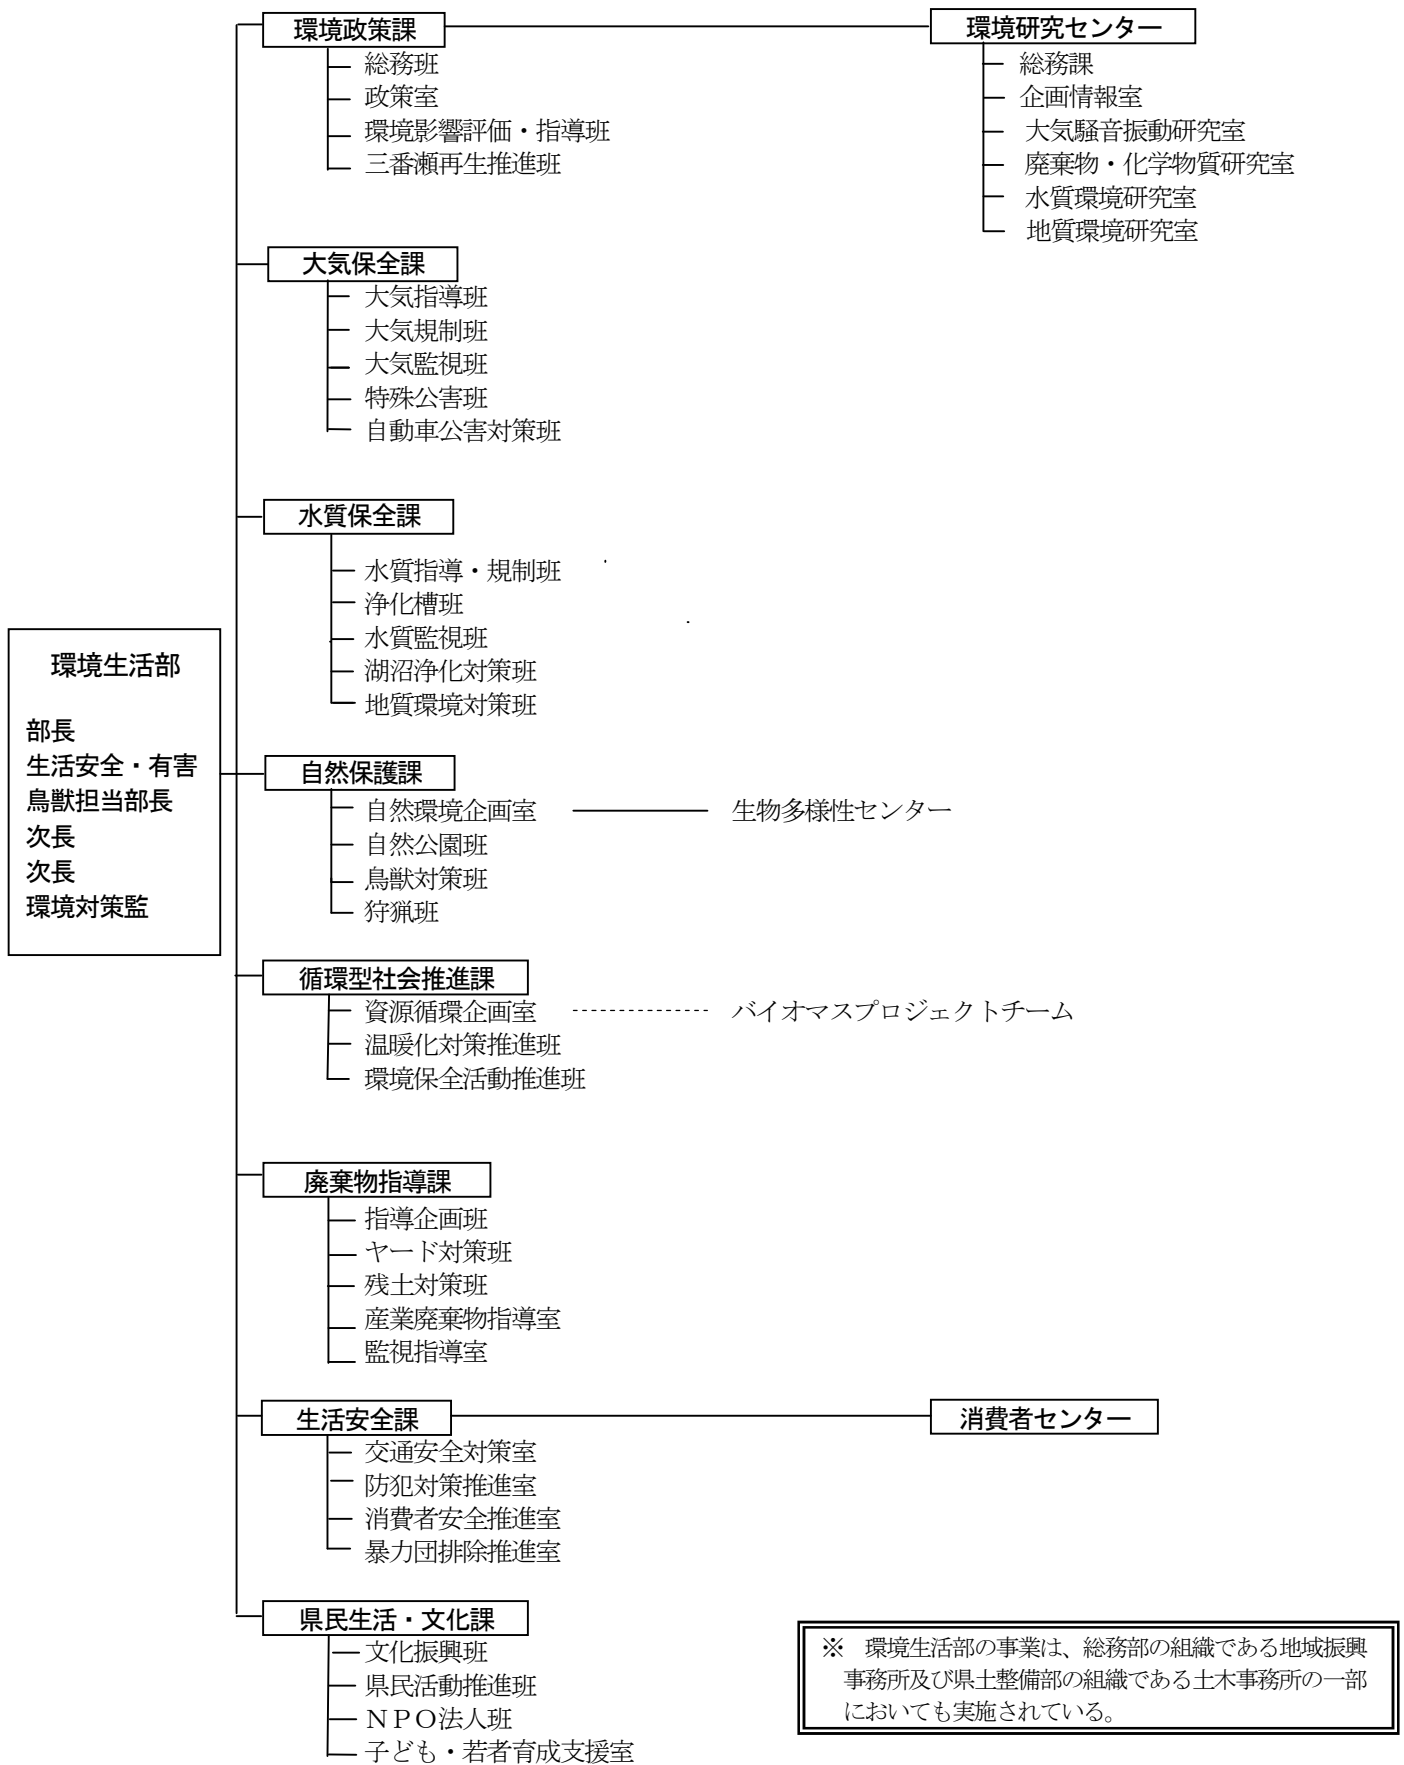 環境政策課
総務班
政策室
環境影響評価・指導班
三番瀬再生推進班
環境研究センター
総務課
企画情報室
大気騒音振動研究室
廃棄物・化学物質研究室
水質環境研究室
地質環境研究室
大気保全課
大気指導班
大気規制班
大気監視班
特殊公害班
自動車公害対策班
水質保全課
水質指導・規制班
浄化槽班
水質監視班
湖沼浄化対策班
地質環境対策班
環境生活部
部長
生活安全・有害
鳥獣担当部長
次長
次長
環境対策監
自然保護課
自然環境企画室
生物多様性センター
自然公園班
鳥獣対策班
狩猟班
循環型社会推進課
資源循環企画室
バイオマスプロジェクトチーム
温暖化対策推進班
環境保全活動推進班
廃棄物指導課
指導企画班
ヤード対策班
残土対策班
産業廃棄物指導室
監視指導室
生活安全課
消費者センター
交通安全対策室
防犯対策推進室
消費者安全推進室
暴力団排除推進室
県民生活・文化課
文化振興班
県民活動推進班
ＮＰＯ法人班
子ども・若者育成支援室
※　環境生活部の事業は、総務部の組織である地域振興
事務所及び県土整備部の組織である土木事務所の一部
においても実施されている。